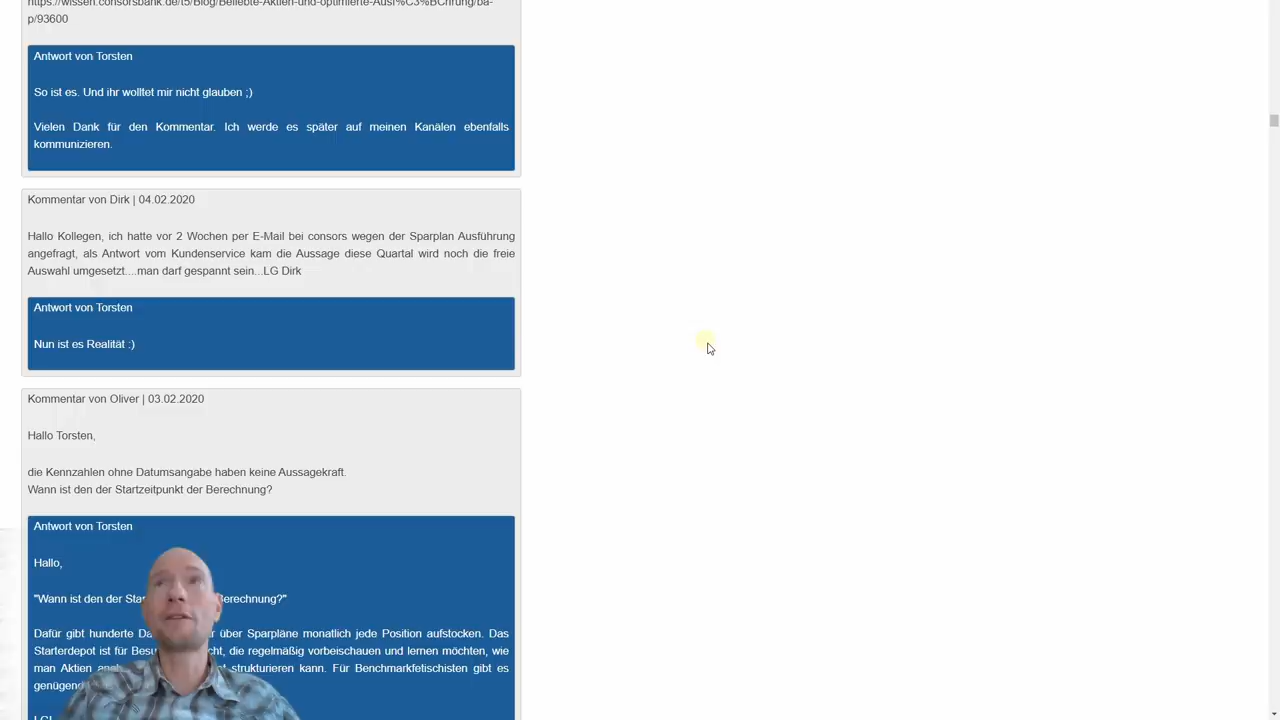 https://wissen.consorsbank.de/t5/Blog/Beliebte-Aktien-und-optimierte-Ausf%C3%BChrung/ba-
p/93600
Antwort von Torsten
So ist es. Und ihr wolltet mir nicht glauben ;)
Vielen Dank für den Kommentar. Ich werde es später auf meinen Kanälen ebenfalls
kommunizieren.
Kommentar von Dirk | 04.02.2020
Hallo Kollegen, ich hatte vor 2 Wochen per E-Mail bei consors wegen der Sparplan Ausführung
angefragt, als Antwort vom Kundenservice kam die Aussage diese Quartal wird noch die freie
Auswahl umgesetzt....man darf gespannt sein...LG Dirk
Antwort von Torsten
Nun ist es Realität :)
Kommentar von Oliver | 03.02.2020
Hallo Torsten,
die Kennzahlen ohne Datumsangabe haben keine Aussagekraft.
Wann ist den der Startzeitpunkt der Berechnung?
Antwort von Torsten
Hallo,
"Wann ist den der Berechnung?"
Dafür gibt hunderte über Sparpläne monatlich jede Position aufstocken. Das
Starterdepot ist für die regelmäßig vorbeischauen und lernen möchten, wie
man Aktien strukturieren kann. Für Benchmarkfetischisten gibt es
genügend